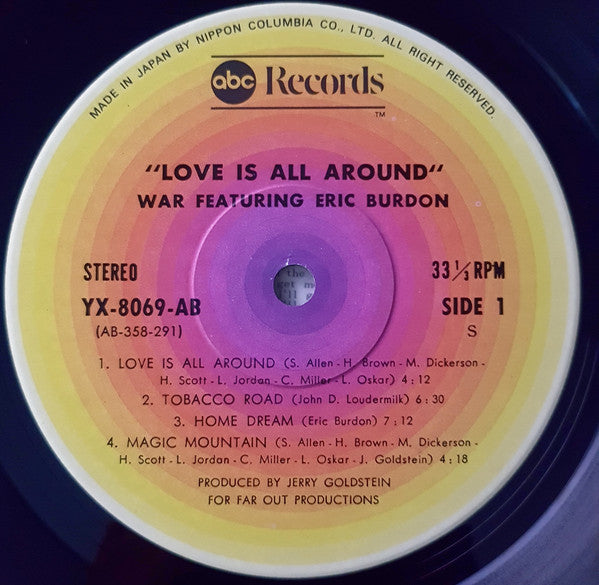 MADE IN JAPAN BY NIPPON COLUMBIA CO., LTD. ALL RIGHT RESERVED.
abc Records
TM
"LOVE IS ALL AROUND"
WAR FEATURING ERIC BURDON
STEREO 33⅓ RPM
YX-8069-AB SIDE 1
(AB-358-291) S
1. LOVE IS ALL AROUND (S. Allen - H. Brown - M. Dickerson -
H. Scott - L. Jordan - C. Miller - L. Oskar) 4:12
2. TOBACCO ROAD (John D. Loudermilk) 6:30
3. HOME DREAM (Eric Burdon) 7:12
4. MAGIC MOUNTAIN (S. Allen - H. Brown - M. Dickerson -
H. Scott - L. Jordan - C. Miller - L. Oskar - J. Goldstein) 4:18
PRODUCED BY JERRY GOLDSTEIN
FOR FAR OUT PRODUCTIONS